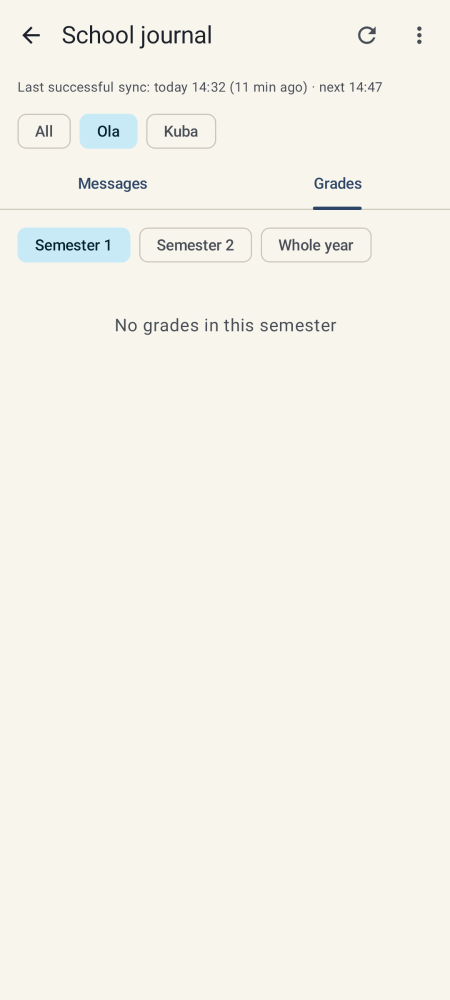 School journal
Last successful sync: today 14:32 (11 min ago) · next 14:47
All Ola Kuba
Messages Grades
Semester 1 Semester 2 Whole year
No grades in this semester